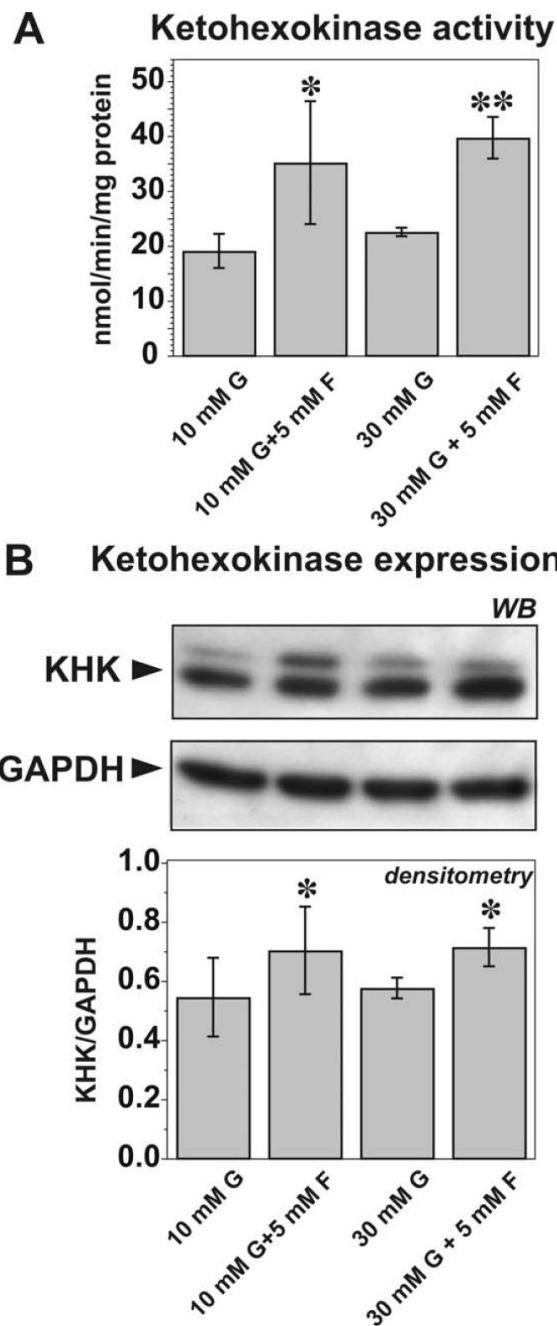 A Ketohexokinase activity
nmol/min/mg protein
50
40
30
20
10
0
* **
10 mM G
10 mM G+5 mM F
30 mM G
30 mM G + 5 mM F
B Ketohexokinase expression
WB
KHK
GAPDH
densitometry
KHK/GAPDH
1.0
0.8
0.6
0.4
0.2
0.0
* *
10 mM G
10 mM G+5 mM F
30 mM G
30 mM G + 5 mM F